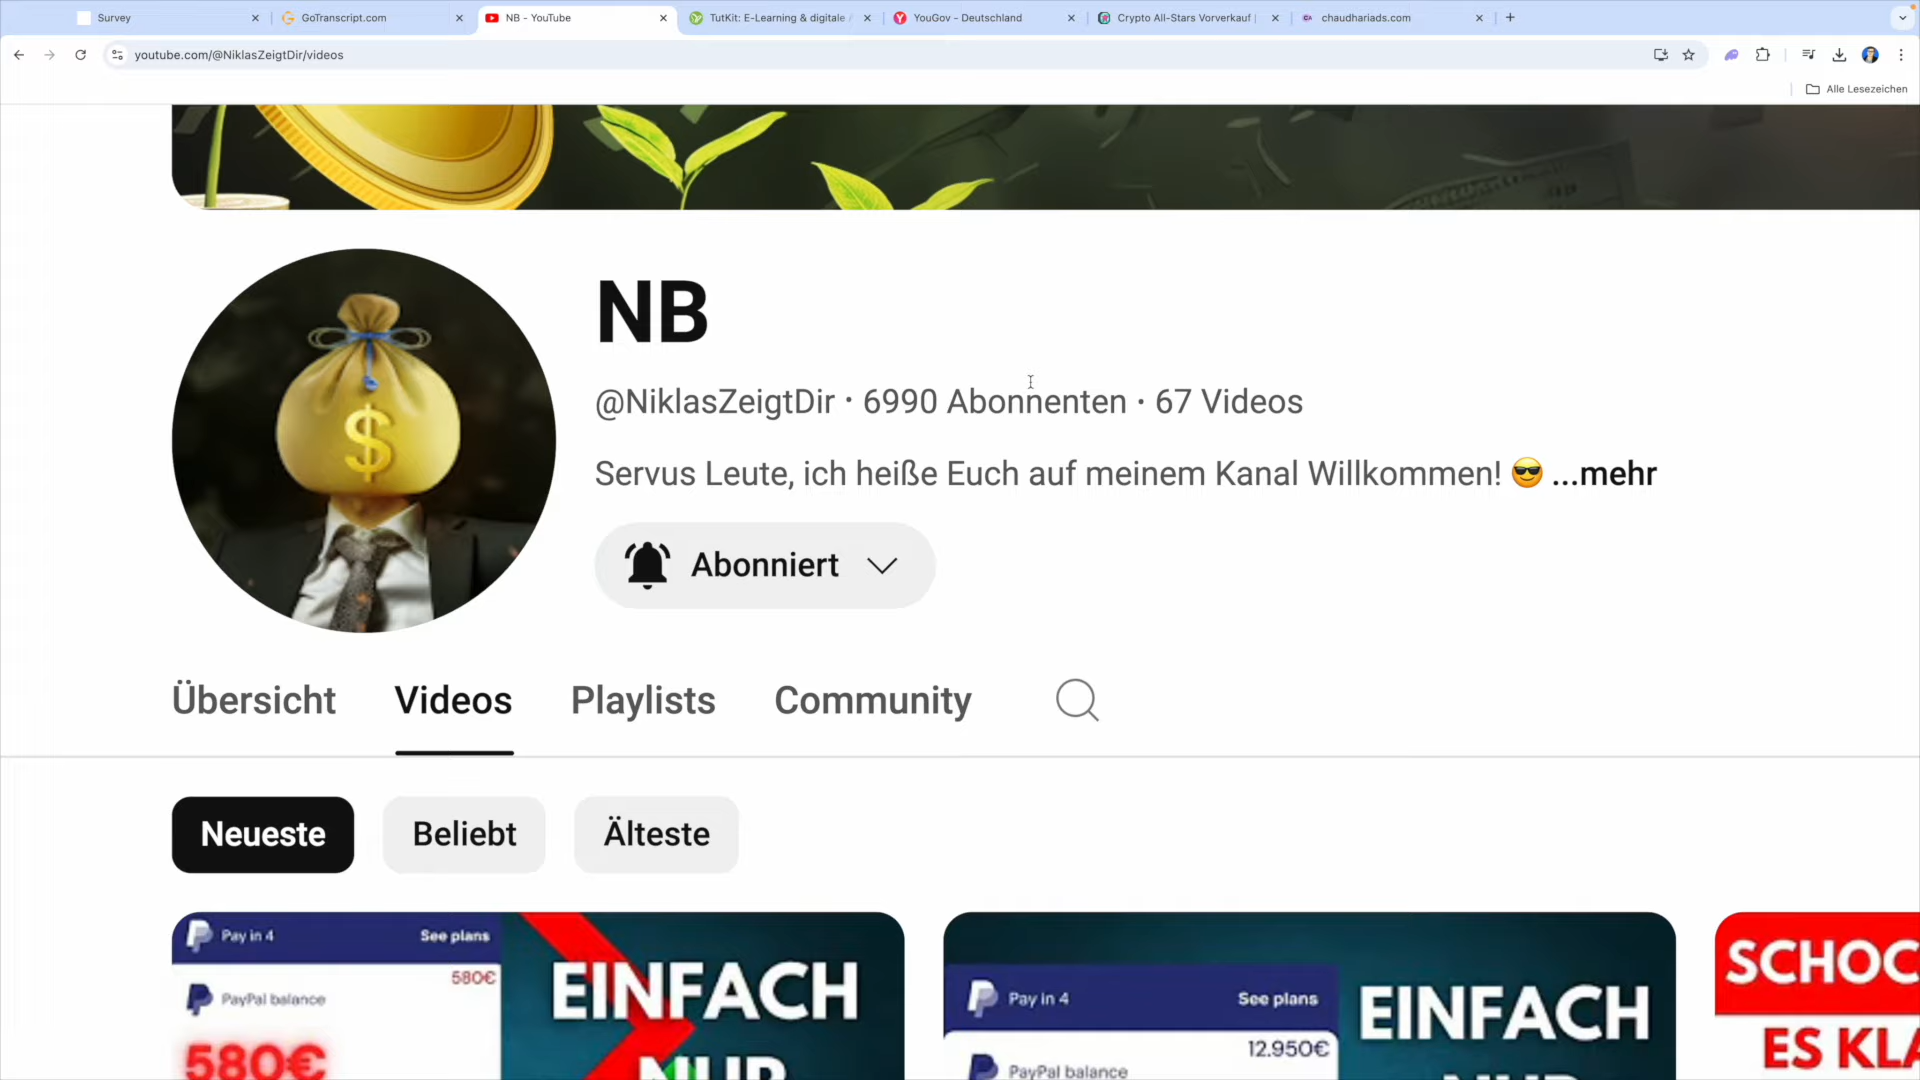 Survey
GoTranscript.com
NB - YouTube
TutKit: E-Learning & digitale
YouGov - Deutschland
Crypto All-Stars Vorverkauf |
chaudhariads.com
youtube.com/@NiklasZeigtDir/videos
Alle Lesezeichen
NB
@NiklasZeigtDir · 6990 Abonnenten · 67 Videos
Servus Leute, ich heiße Euch auf meinem Kanal Willkommen! 😎 ...mehr
Abonniert
Übersicht
Videos
Playlists
Community
Neueste
Beliebt
Älteste
Pay in 4
See plans
580€
PayPal balance
580€
EINFACH
NUR
Pay in 4
See plans
12.950€
PayPal balance
EINFACH
NUR
SCHOC
ES KLA